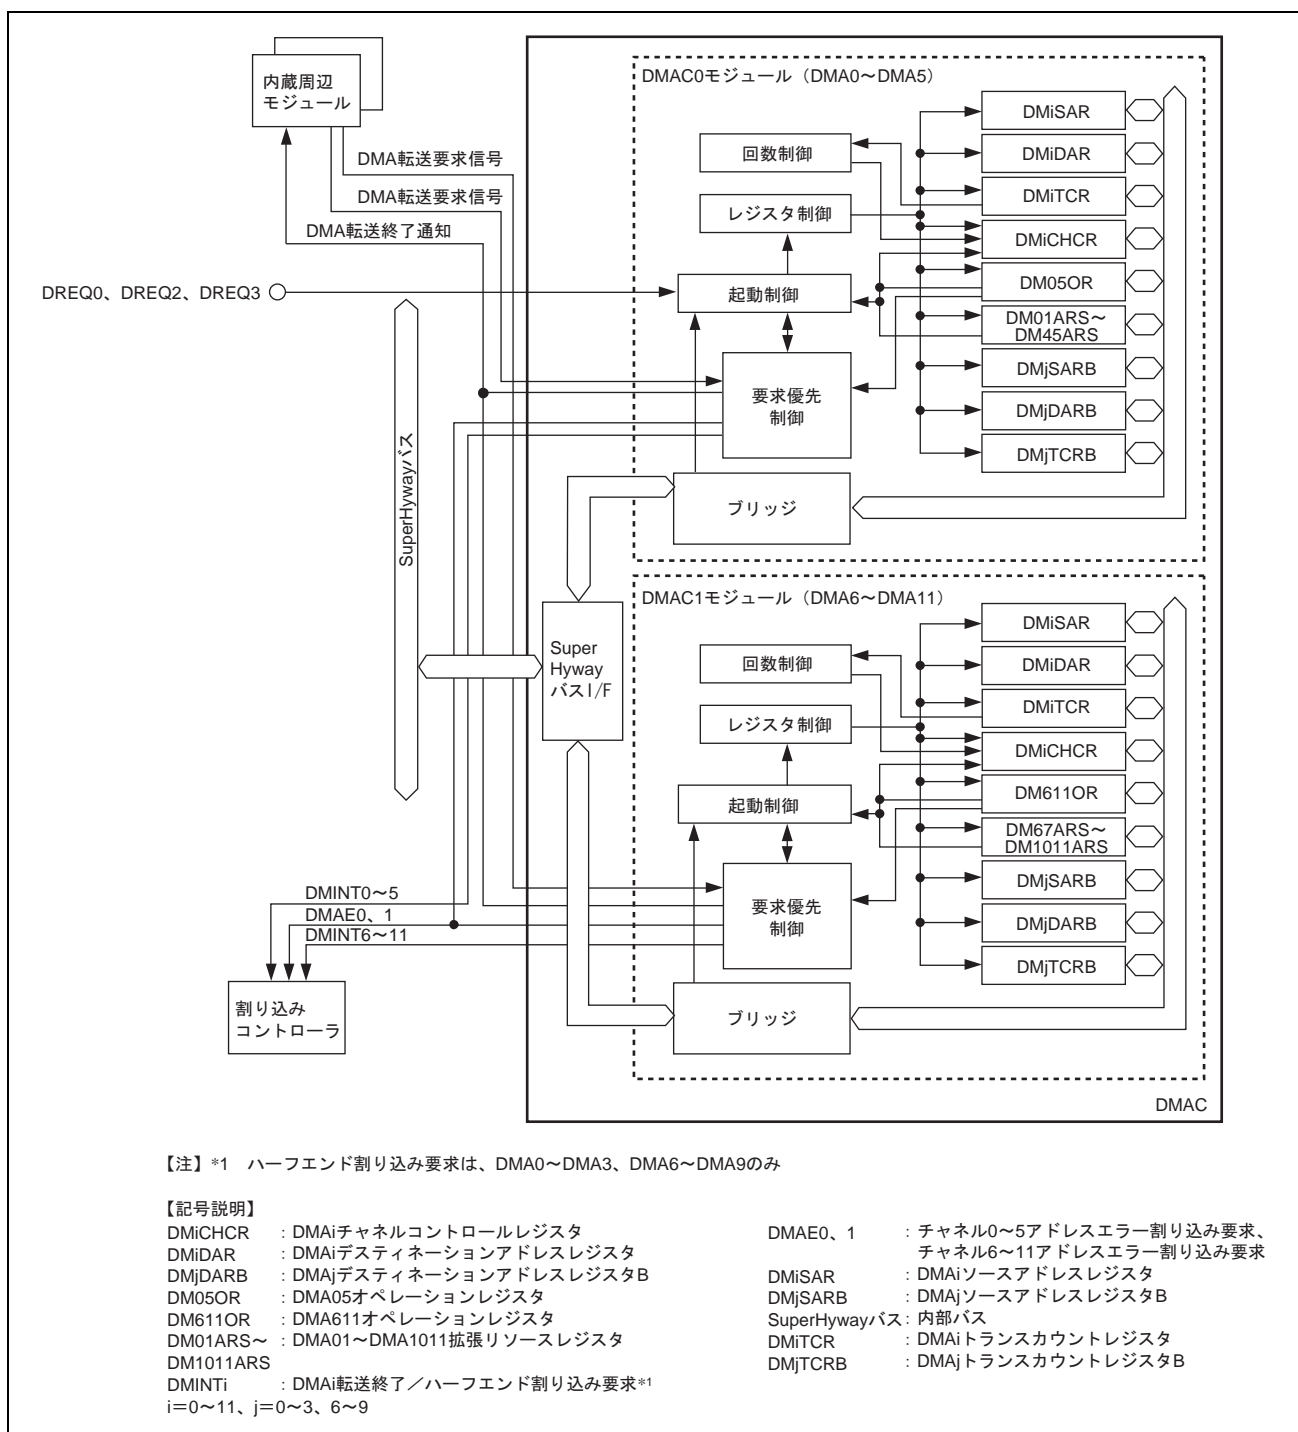 内蔵周辺
モジュール
DMA転送要求信号
DMA転送要求信号
DMA転送終了通知
DREQ0、DREQ2、DREQ3
SuperHywayバス
Super
Hyway
バスI/F
DMINT0～5
DMAE0、1
DMINT6～11
割り込み
コントローラ
DMAC0モジュール（DMA0～DMA5）
回数制御
レジスタ制御
起動制御
要求優先
制御
ブリッジ
DMiSAR
DMiDAR
DMiTCR
DMiCHCR
DM05OR
DM01ARS～
DM45ARS
DMjSARB
DMjDARB
DMjTCRB
DMAC1モジュール（DMA6～DMA11）
回数制御
レジスタ制御
起動制御
要求優先
制御
ブリッジ
DMiSAR
DMiDAR
DMiTCR
DMiCHCR
DM611OR
DM67ARS～
DM1011ARS
DMjSARB
DMjDARB
DMjTCRB
DMAC
【注】*1　ハーフエンド割り込み要求は、DMA0～DMA3、DMA6～DMA9のみ
【記号説明】
DMiCHCR　：DMAiチャネルコントロールレジスタ
DMiDAR　：DMAiデスティネーションアドレスレジスタ
DMjDARB　：DMAjデスティネーションアドレスレジスタB
DM05OR　：DMA05オペレーションレジスタ
DM611OR　：DMA611オペレーションレジスタ
DM01ARS～　：DMA01～DMA1011拡張リソースレジスタ
DM1011ARS
DMINTi　：DMAi転送終了／ハーフエンド割り込み要求*1
i＝0～11、j＝0～3、6～9
DMAE0、1　：チャネル0～5アドレスエラー割り込み要求、
チャネル6～11アドレスエラー割り込み要求
DMiSAR　：DMAiソースアドレスレジスタ
DMjSARB　：DMAjソースアドレスレジスタB
SuperHywayバス：内部バス
DMiTCR　：DMAiトランスカウントレジスタ
DMjTCRB　：DMAjトランスカウントレジスタB